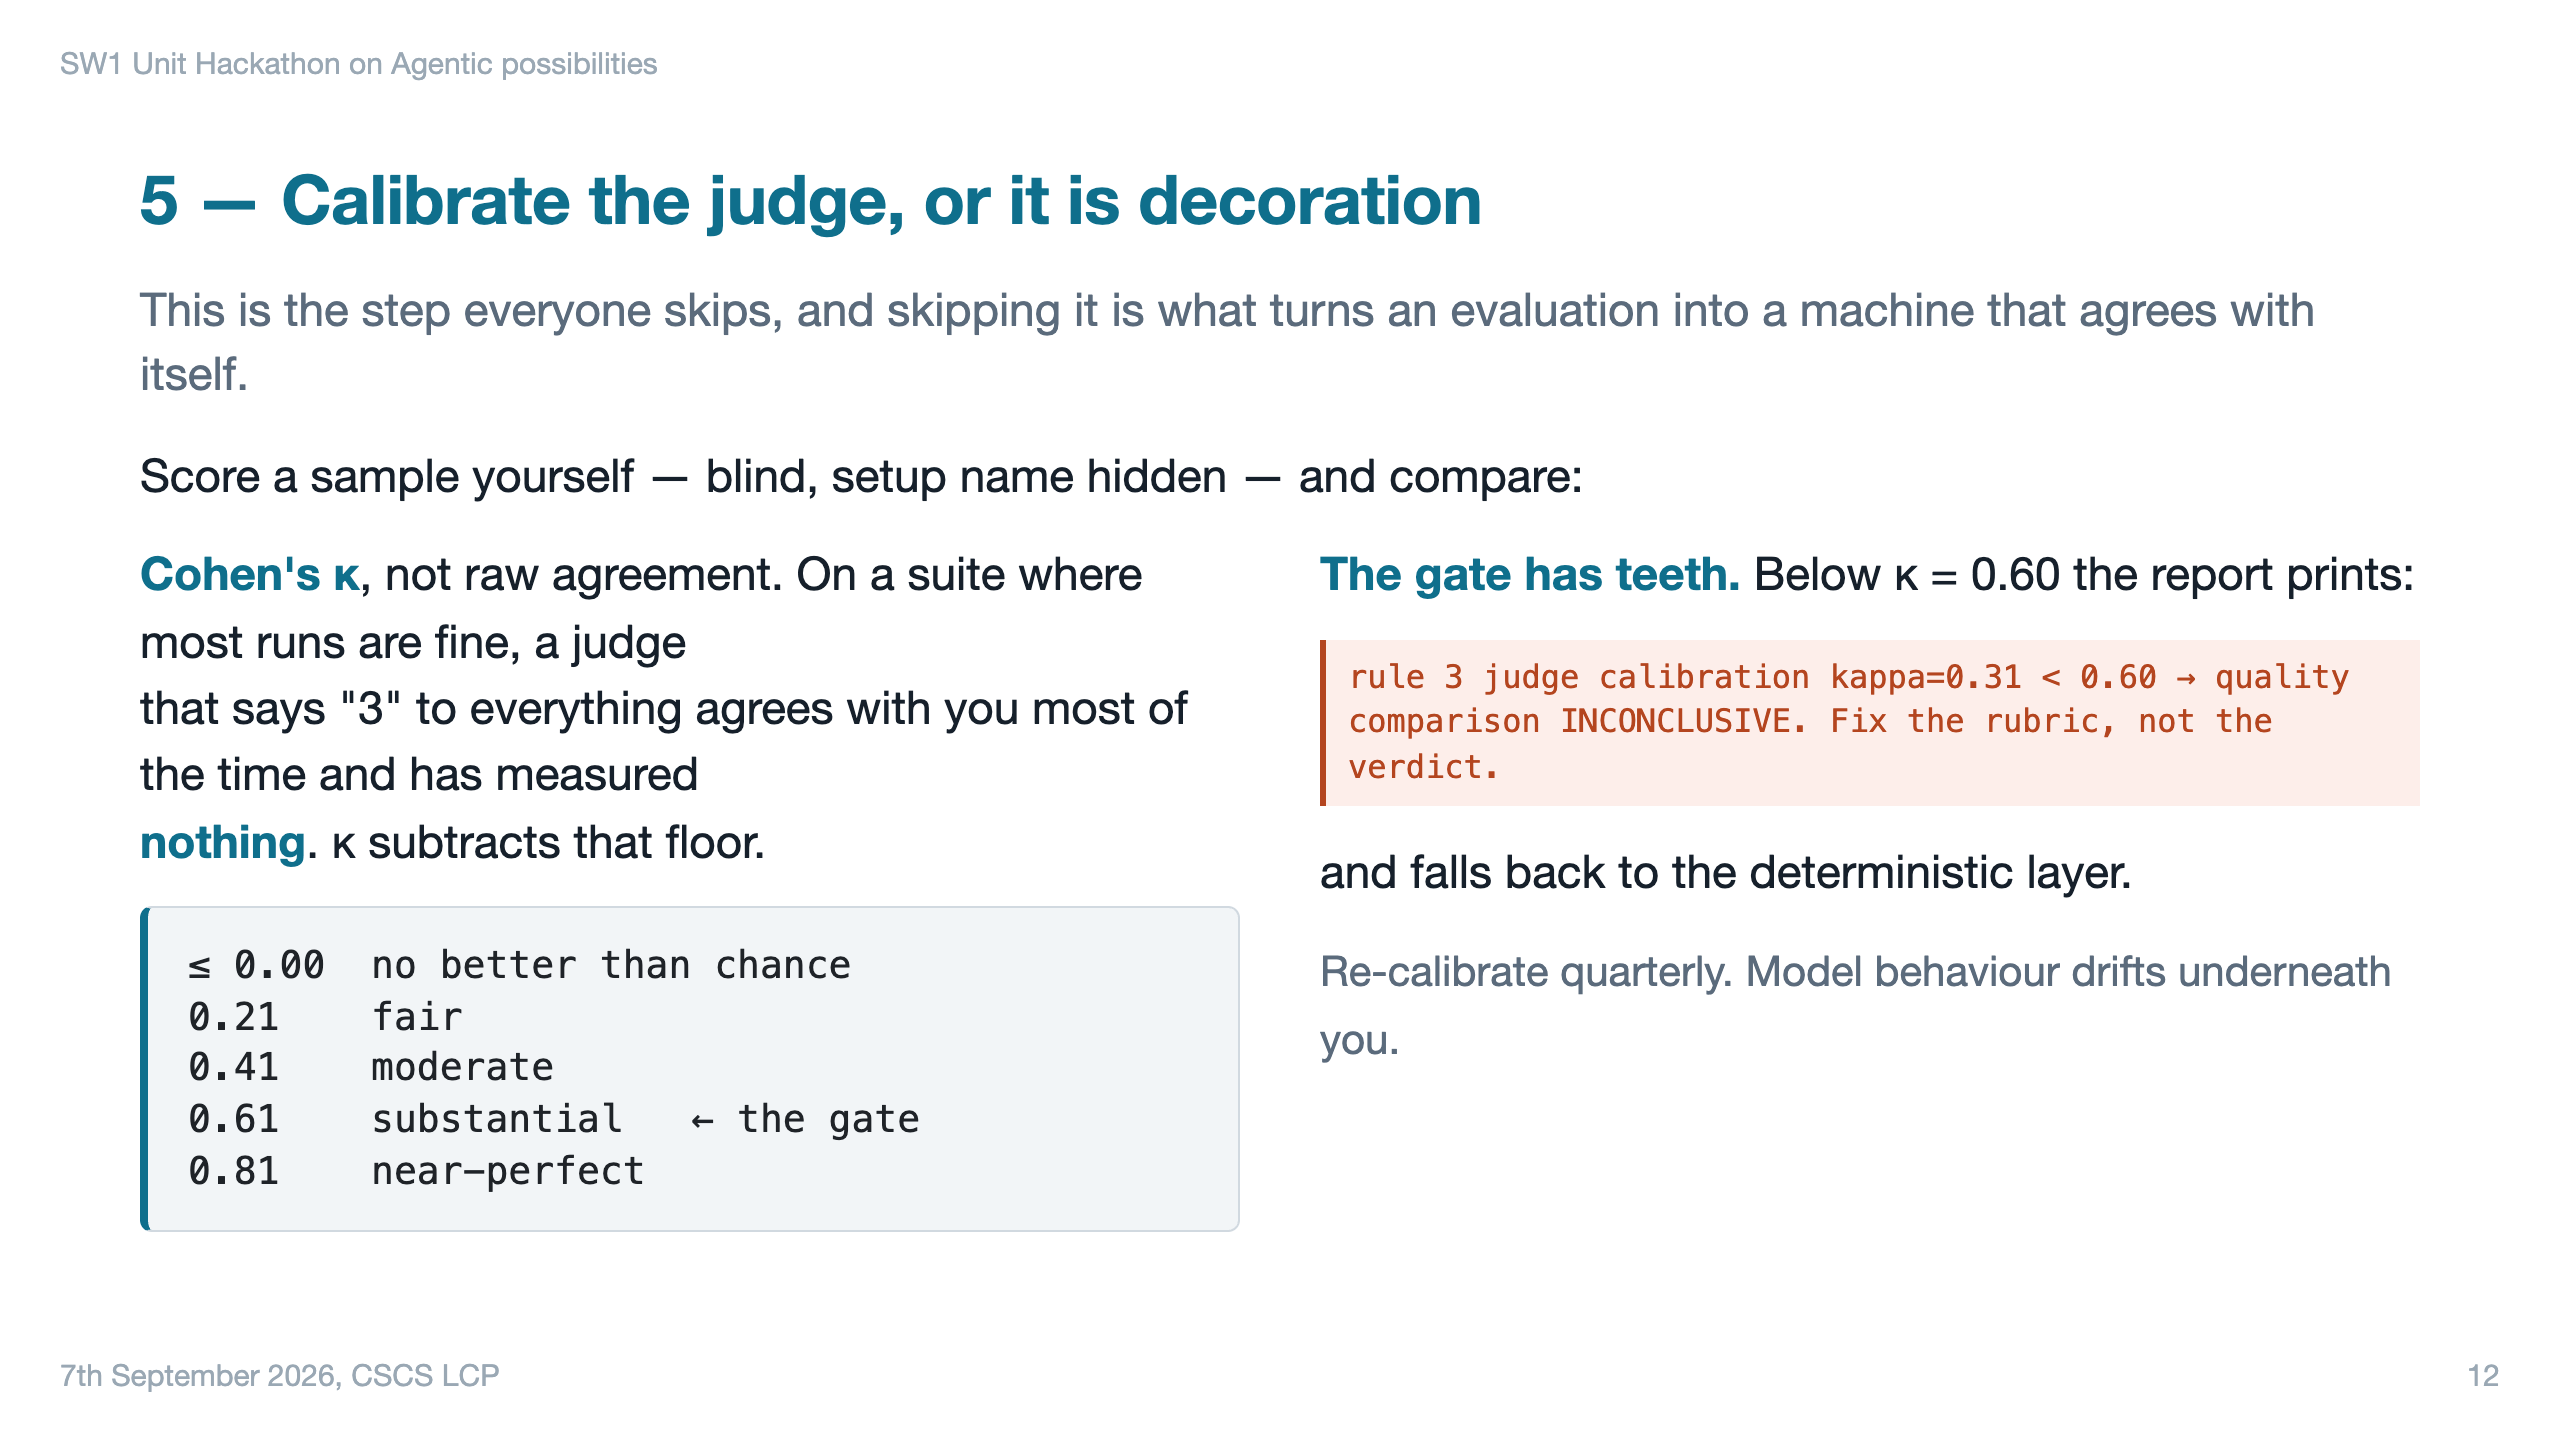 SW1 Unit Hackathon on Agentic possibilities
5 — Calibrate the judge, or it is decoration
This is the step everyone skips, and skipping it is what turns an evaluation into a machine that agrees with
itself.
Score a sample yourself — blind, setup name hidden — and compare:
Cohen's κ, not raw agreement. On a suite where
most runs are fine, a judge
that says "3" to everything agrees with you most of
the time and has measured
nothing. κ subtracts that floor.
≤ 0.00  no better than chance
0.21    fair
0.41    moderate
0.61    substantial   ← the gate
0.81    near-perfect
The gate has teeth. Below κ = 0.60 the report prints:
rule 3 judge calibration kappa=0.31 < 0.60 → quality
comparison INCONCLUSIVE. Fix the rubric, not the
verdict.
and falls back to the deterministic layer.
Re-calibrate quarterly. Model behaviour drifts underneath
you.
7th September 2026, CSCS LCP
12